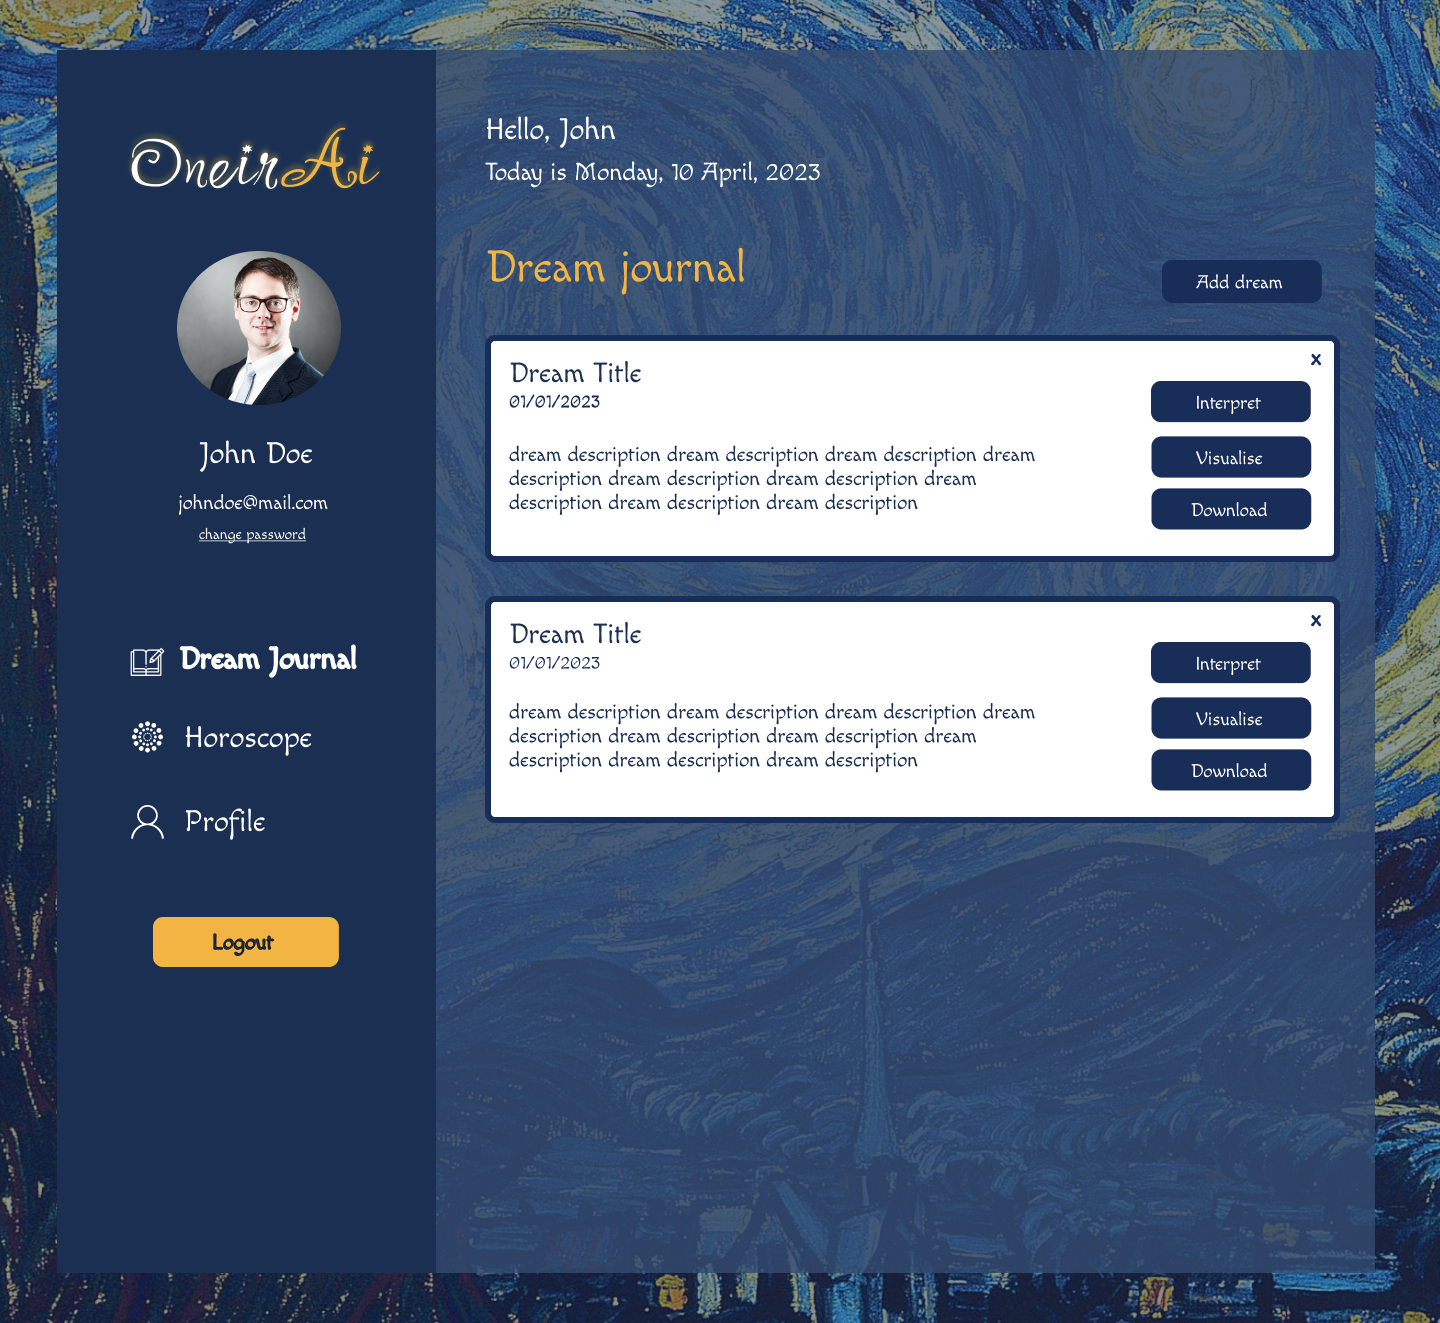 OneirAi
John Doe
johndoe@mail.com
change password
Dream Journal
Horoscope
Profile
Logout
Hello, John
Today is Monday, 10 April, 2023
Dream journal
Add dream
x
Dream Title
01/01/2023
dream description dream description dream description dream
description dream description dream description dream
description dream description dream description
Interpret
Visualise
Download
x
Dream Title
01/01/2023
dream description dream description dream description dream
description dream description dream description dream
description dream description dream description
Interpret
Visualise
Download